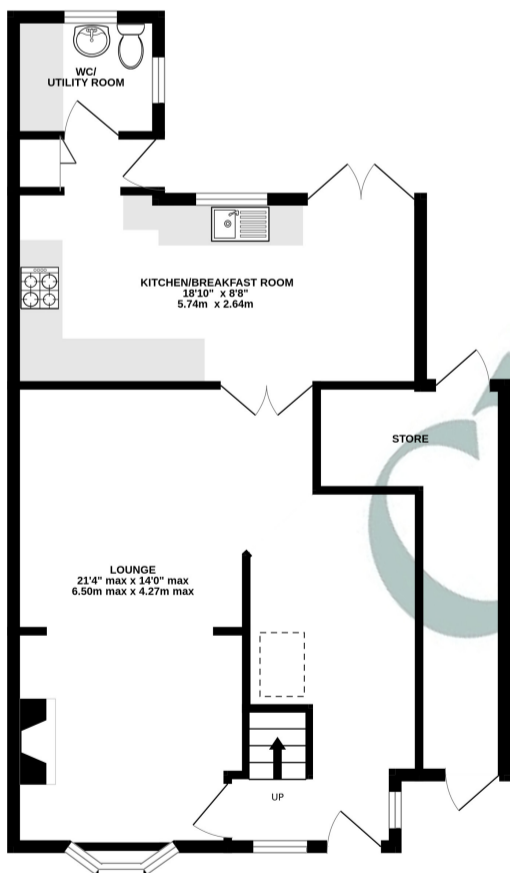 WC/
UTILITY ROOM
KITCHEN/BREAKFAST ROOM
18'10" x 8'8"
5.74m x 2.64m
STORE
LOUNGE
21'4" max x 14'0" max
6.50m max x 4.27m max
UP